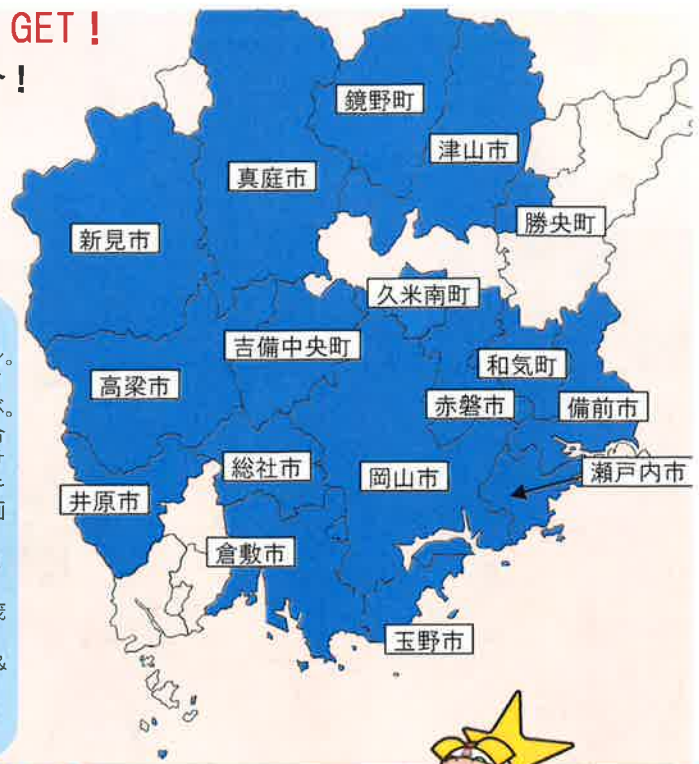 GET！
！
鏡野町
津山市
真庭市
勝央町
新見市
久米南町
吉備中央町
和気町
高梁市
赤磐市
備前市
総社市
岡山市
瀬戸内市
井原市
倉敷市
玉野市